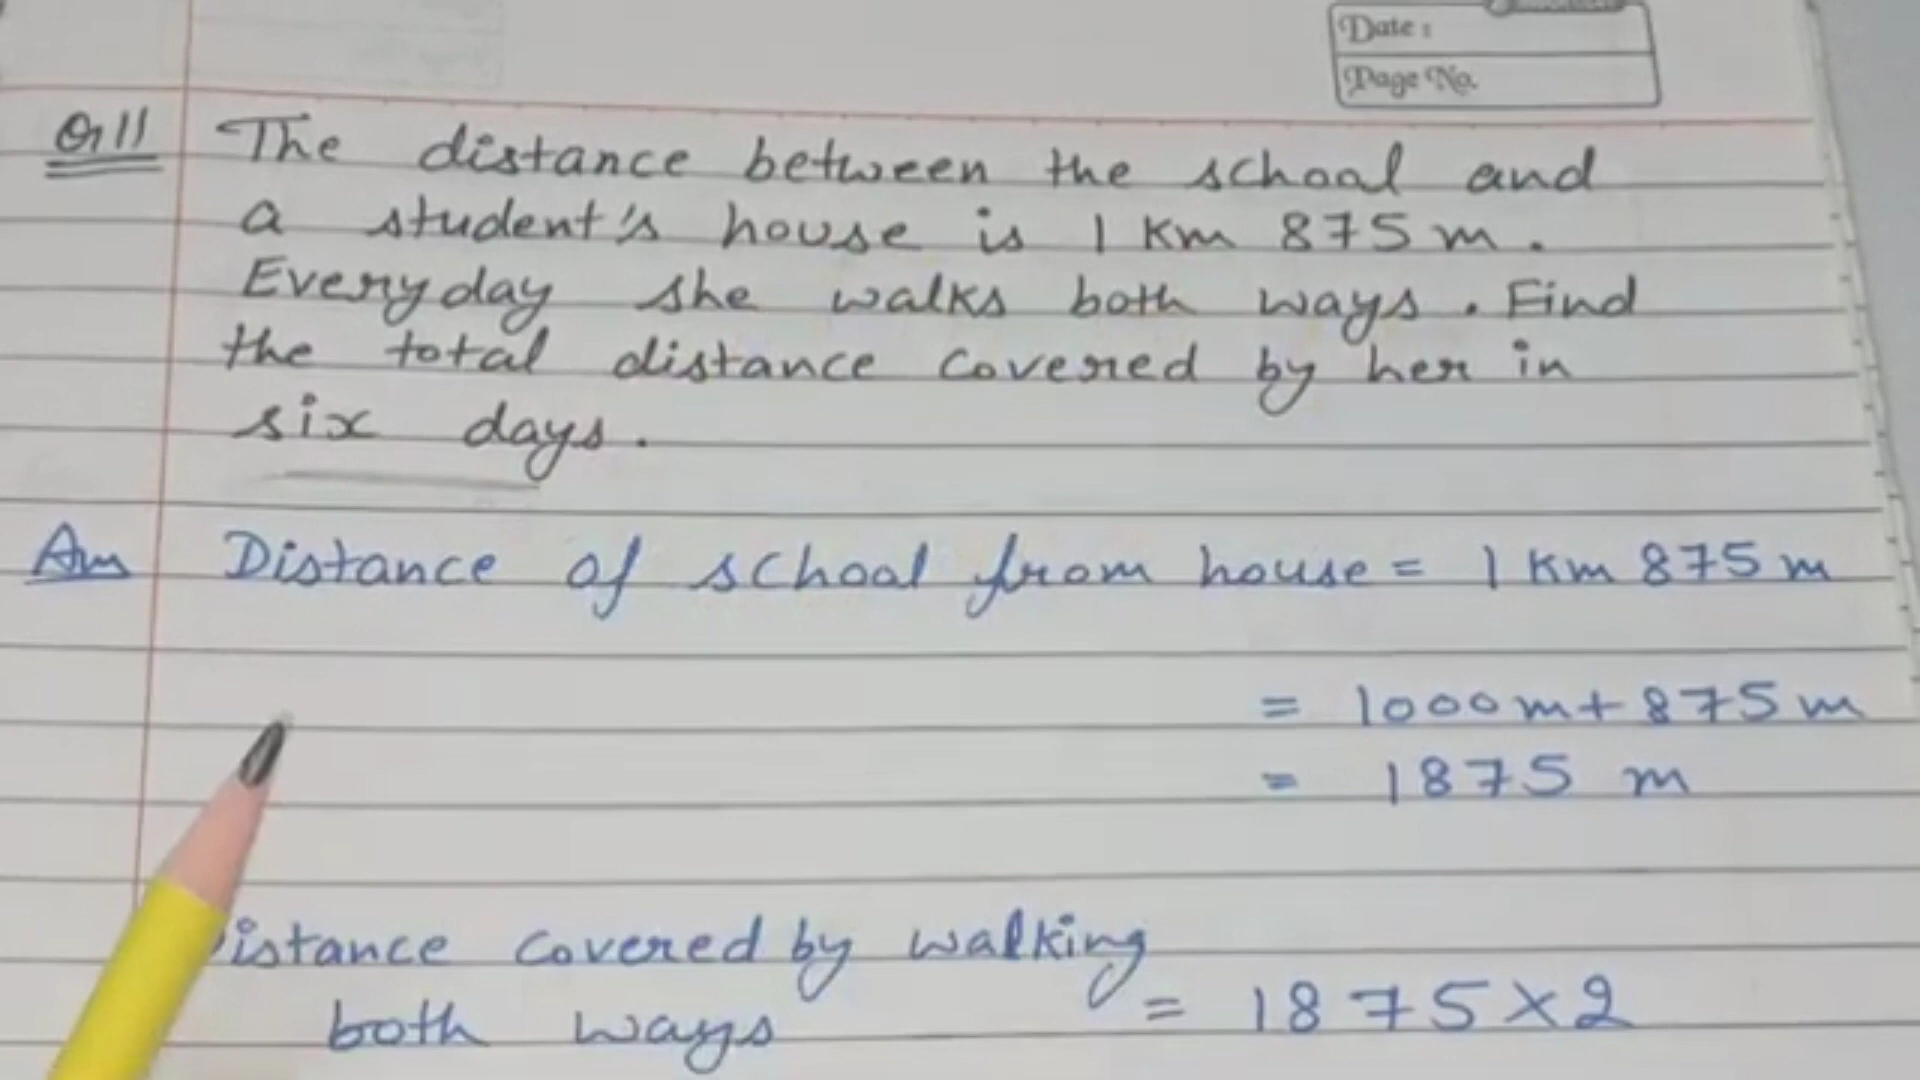 Date :
Page No.
Q11 The distance between the school and
a student's house is 1 Km 875 m.
Everyday she walks both ways. Find
the total distance covered by her in
six days.
Ans Distance of school from house = 1 Km 875 m
= 1000 m + 875 m
= 1875 m
istance covered by walking
both ways = 1875 × 2